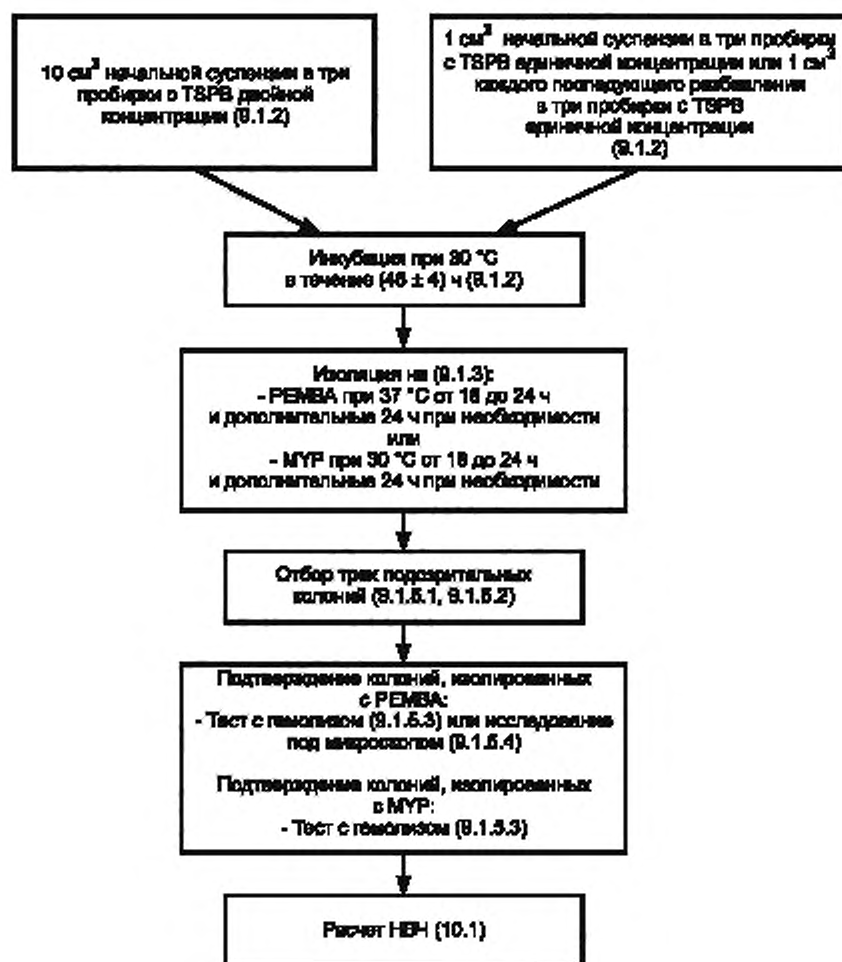 10 см³ начальной суспензии в три
пробирки с TSPB двойной
концентрации (9.1.2)
1 см³ начальной суспензии в три пробирки
с TSPB единичной концентрации или 1 см³
каждого последующего разбавления
в три пробирки с TSPB
единичной концентрации
(9.1.2)
Инкубация при 30 °С
в течение (48 ± 4) ч (9.1.2)
Изоляция на (9.1.3):
- PEMBA при 37 °С от 18 до 24 ч
и дополнительные 24 ч при необходимости
или
- MYP при 30 °С от 18 до 24 ч
и дополнительные 24 ч при необходимости
Отбор трех подозрительных
колоний (9.1.5.1, 9.1.5.2)
Подтверждение колоний, изолированных
с PEMBA:
- Тест с гемолизом (9.1.5.3) или исследование
под микроскопом (9.1.5.4)
Подтверждение колоний, изолированных
с MYP:
- Тест с гемолизом (9.1.5.3)
Расчет НВЧ (10.1)